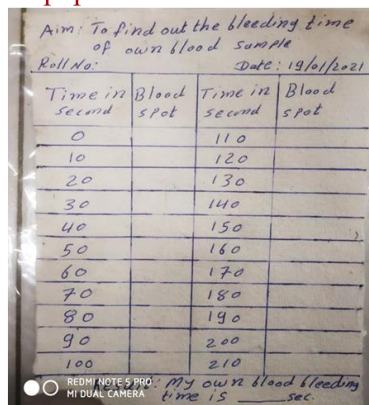 Aim: To find out the bleeding time
of own blood sample
Roll No: Date: 19/01/2021
Time in second Blood spot Time in second Blood spot
0 110
10 120
20 130
30 140
40 150
50 160
60 170
70 180
80 190
90 200
100 210
: My own blood bleeding
time is ____ sec.
REDMI NOTE 5 PRO
MI DUAL CAMERA